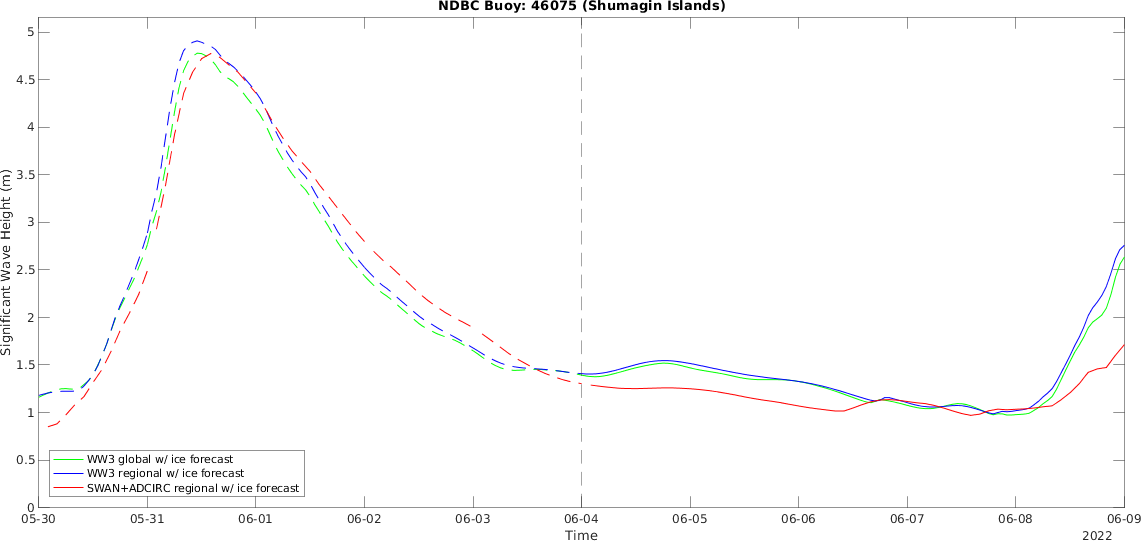 NDBC Buoy: 46075 (Shumagin Islands)
5
4.5
4
3.5
3
2.5
2
1.5
1
0.5
0
Significant Wave Height (m)
WW3 global w/ ice forecast
WW3 regional w/ ice forecast
SWAN+ADCIRC regional w/ ice forecast
05-30 05-31 06-01 06-02 06-03 06-04 06-05 06-06 06-07 06-08 06-09
Time
2022